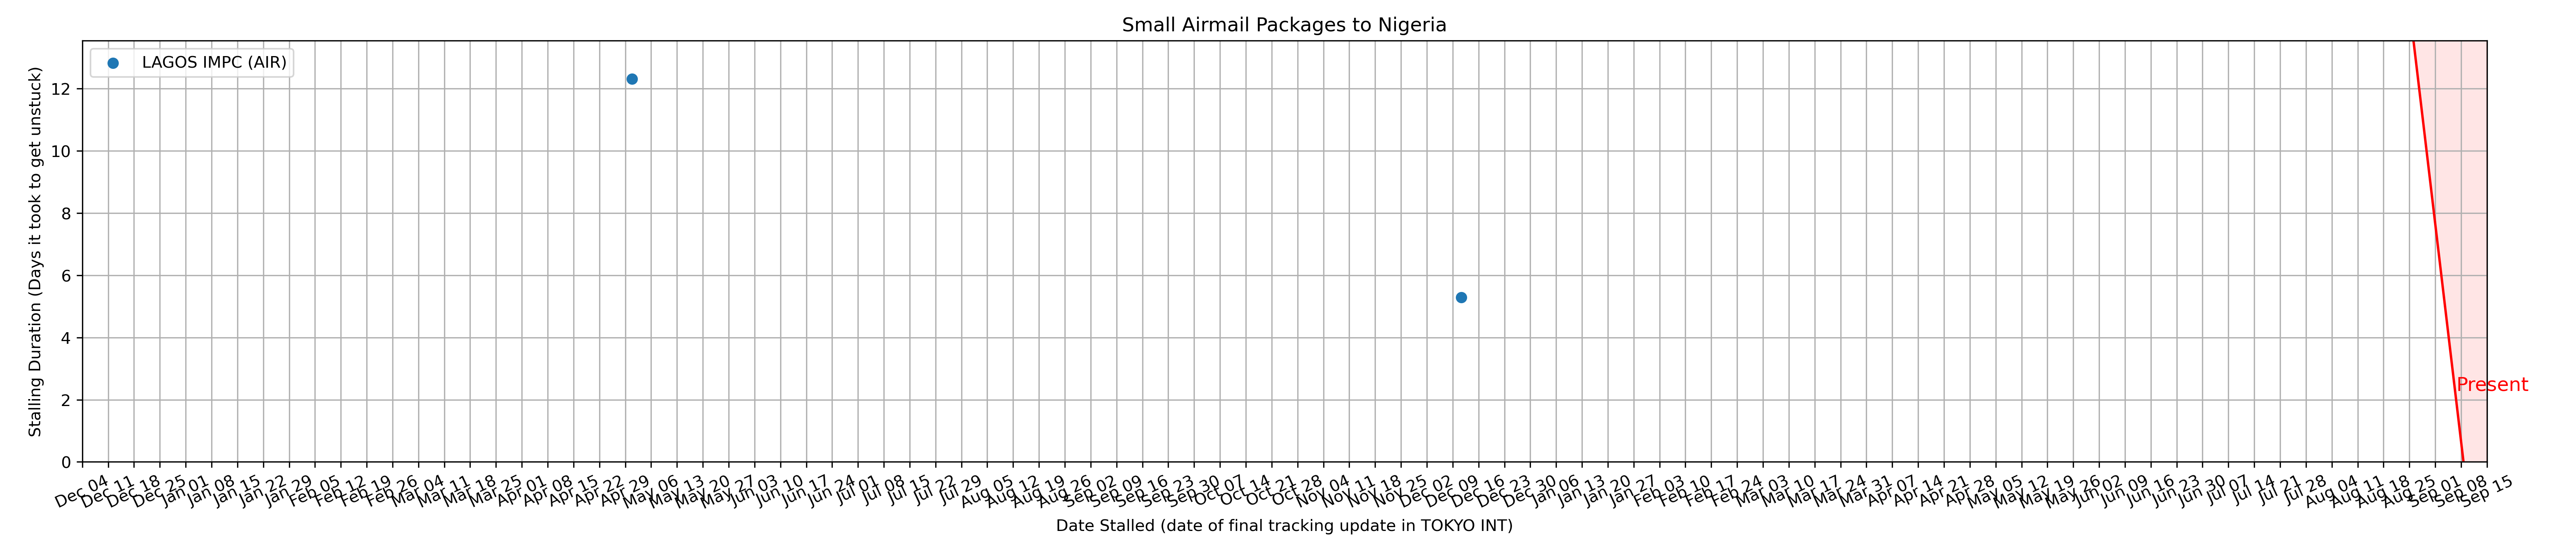 Small Airmail Packages to Nigeria
LAGOS IMPC (AIR)
Stalling Duration (Days it took to get unstuck)
12
10
8
6
4
2
0
Present
Dec 04
Dec 11
Dec 18
Dec 25
Jan 01
Jan 08
Jan 15
Jan 22
Jan 29
Feb 05
Feb 12
Feb 19
Feb 26
Mar 04
Mar 11
Mar 18
Mar 25
Apr 01
Apr 08
Apr 15
Apr 22
Apr 29
May 06
May 13
May 20
May 27
Jun 03
Jun 10
Jun 17
Jun 24
Jul 01
Jul 08
Jul 15
Jul 22
Jul 29
Aug 05
Aug 12
Aug 19
Aug 26
Sep 02
Sep 09
Sep 16
Sep 23
Sep 30
Oct 07
Oct 14
Oct 21
Oct 28
Nov 04
Nov 11
Nov 18
Nov 25
Dec 02
Dec 09
Dec 16
Dec 23
Dec 30
Jan 06
Jan 13
Jan 20
Jan 27
Feb 03
Feb 10
Feb 17
Feb 24
Mar 03
Mar 10
Mar 17
Mar 24
Mar 31
Apr 07
Apr 14
Apr 21
Apr 28
May 05
May 12
May 19
May 26
Jun 02
Jun 09
Jun 16
Jun 23
Jun 30
Jul 07
Jul 14
Jul 21
Jul 28
Aug 04
Aug 11
Aug 18
Aug 25
Sep 01
Sep 08
Sep 15
Date Stalled (date of final tracking update in TOKYO INT)